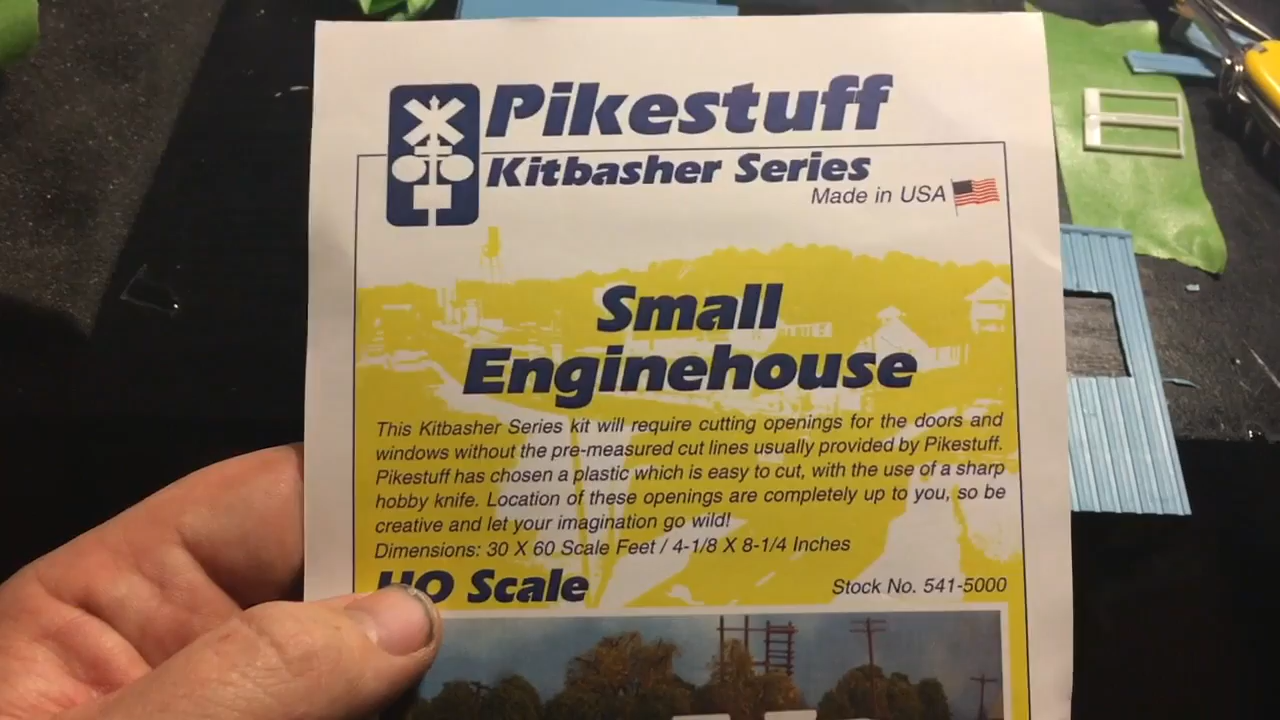 Pikestuff
Kitbasher Series
Made in USA
Small
Enginehouse
This Kitbasher Series kit will require cutting openings for the doors and
windows without the pre-measured cut lines usually provided by Pikestuff.
Pikestuff has chosen a plastic which is easy to cut, with the use of a sharp
hobby knife. Location of these openings are completely up to you, so be
creative and let your imagination go wild!
Dimensions: 30 X 60 Scale Feet / 4-1/8 X 8-1/4 Inches
HO Scale
Stock No. 541-5000